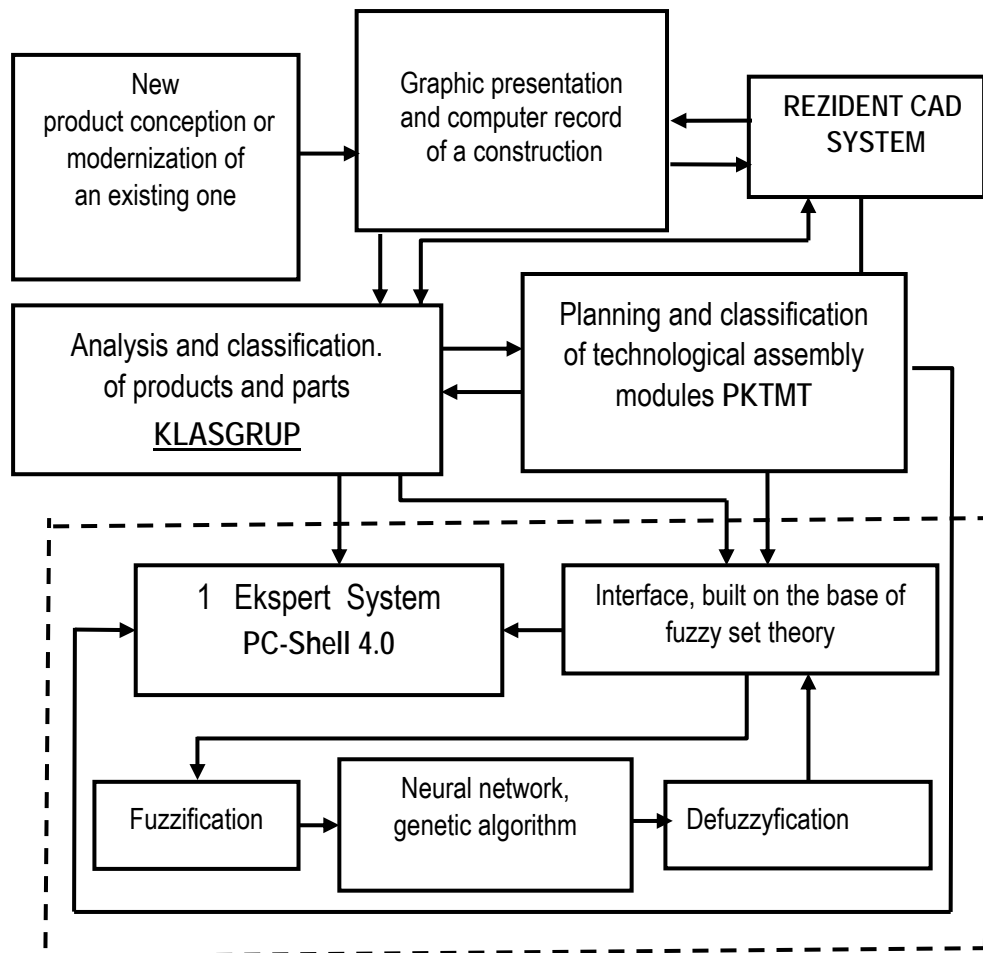 New
product conception or
modernization of
an existing one
Graphic presentation
and computer record
of a construction
REZIDENT CAD
SYSTEM
Analysis and classification.
of products and parts
KLASGRUP
Planning and classification
of technological assembly
modules PKTMT
1 Ekspert System
PC-Shell 4.0
Interface, built on the base of
fuzzy set theory
Fuzzification
Neural network,
genetic algorithm
Defuzzyfication